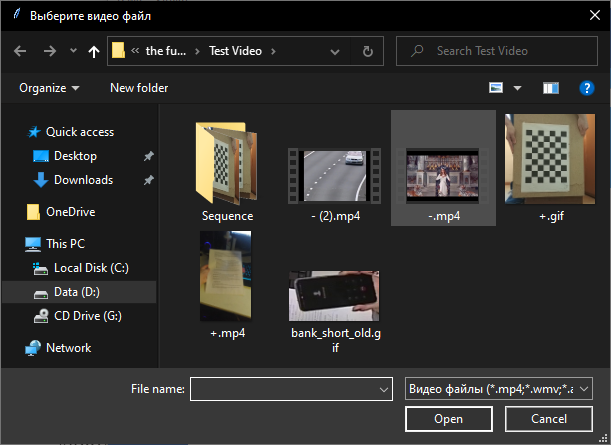 Выберите видео файл
the fu... Test Video
Search Test Video
Organize
New folder
Quick access
Desktop
Downloads
OneDrive
This PC
Local Disk (C:)
Data (D:)
CD Drive (G:)
Network
Sequence
- (2).mp4
-.mp4
+.gif
+.mp4
bank_short_old.g
if
File name:
Видео файлы (*.mp4;*.wmv;*.a
Open
Cancel